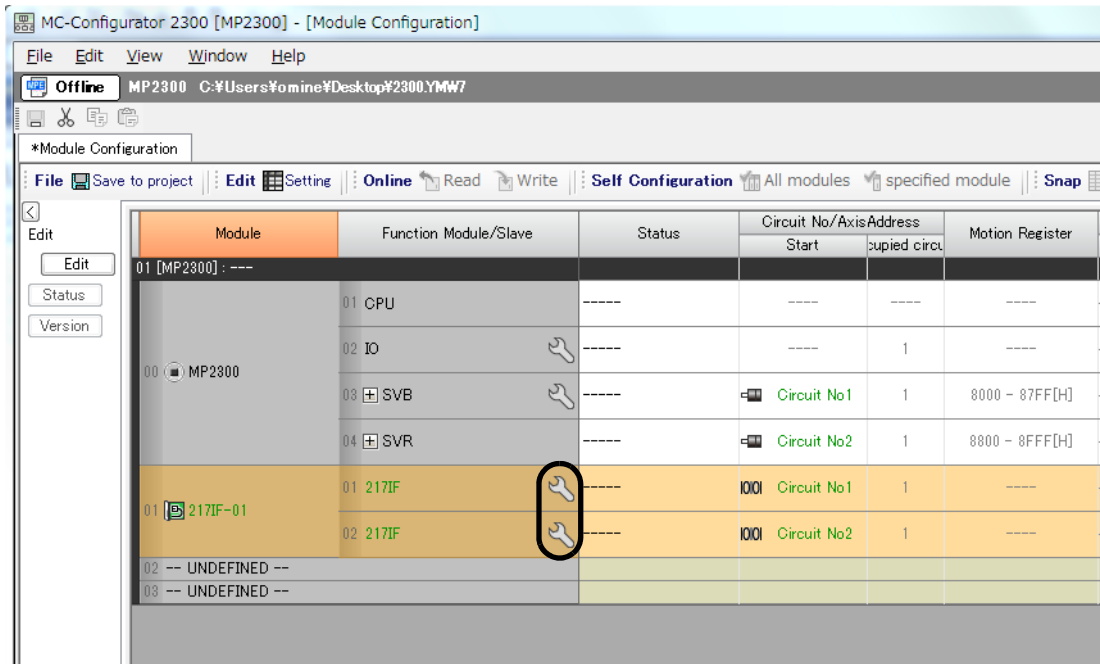 MC-Configurator 2300 [MP2300] - [Module Configuration]
File Edit View Window Help
Offline MP2300 C:¥Users¥omine¥Desktop¥2300.YMW7
*Module Configuration
File Save to project Edit Setting Online Read Write Self Configuration All modules specified module Snap
Edit
Edit
Status
Version
Module Function Module/Slave Status Circuit No/AxisAddress Motion Register
Start cupied circu
01 [MP2300] : ---
00 MP2300
01 CPU ----- ---- ---- ----
02 IO ----- ---- 1 ----
03 + SVB ----- Circuit No1 1 8000 - 87FF[H]
04 + SVR ----- Circuit No2 1 8800 - 8FFF[H]
01 217IF-01
01 217IF ----- Circuit No1 1 ----
02 217IF ----- Circuit No2 1 ----
02 -- UNDEFINED --
03 -- UNDEFINED --